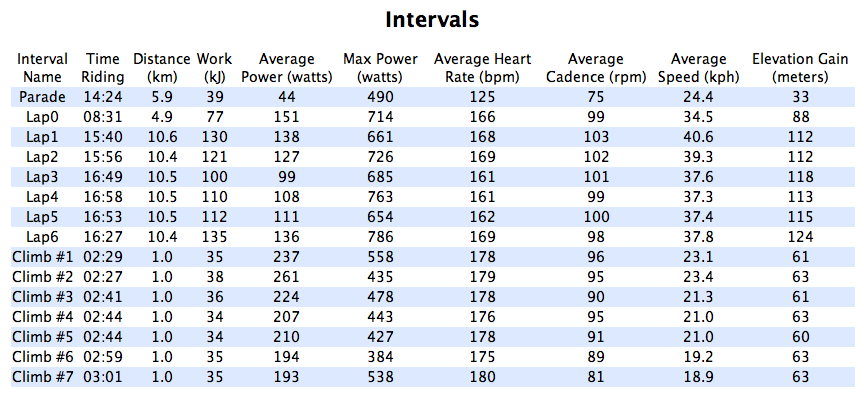 Intervals
Interval Time Distance Work Average Max Power Average Heart Average Average Elevation Gain
Name Riding (km) (kJ) Power (watts) (watts) Rate (bpm) Cadence (rpm) Speed (kph) (meters)
Parade 14:24 5.9 39 44 490 125 75 24.4 33
Lap0 08:31 4.9 77 151 714 166 99 34.5 88
Lap1 15:40 10.6 130 138 661 168 103 40.6 112
Lap2 15:56 10.4 121 127 726 169 102 39.3 112
Lap3 16:49 10.5 100 99 685 161 101 37.6 118
Lap4 16:58 10.5 110 108 763 161 99 37.3 113
Lap5 16:53 10.5 112 111 654 162 100 37.4 115
Lap6 16:27 10.4 135 136 786 169 98 37.8 124
Climb #1 02:29 1.0 35 237 558 178 96 23.1 61
Climb #2 02:27 1.0 38 261 435 179 95 23.4 63
Climb #3 02:41 1.0 36 224 478 178 90 21.3 61
Climb #4 02:44 1.0 34 207 443 176 95 21.0 63
Climb #5 02:44 1.0 34 210 427 178 91 21.0 60
Climb #6 02:59 1.0 35 194 384 175 89 19.2 63
Climb #7 03:01 1.0 35 193 538 180 81 18.9 63